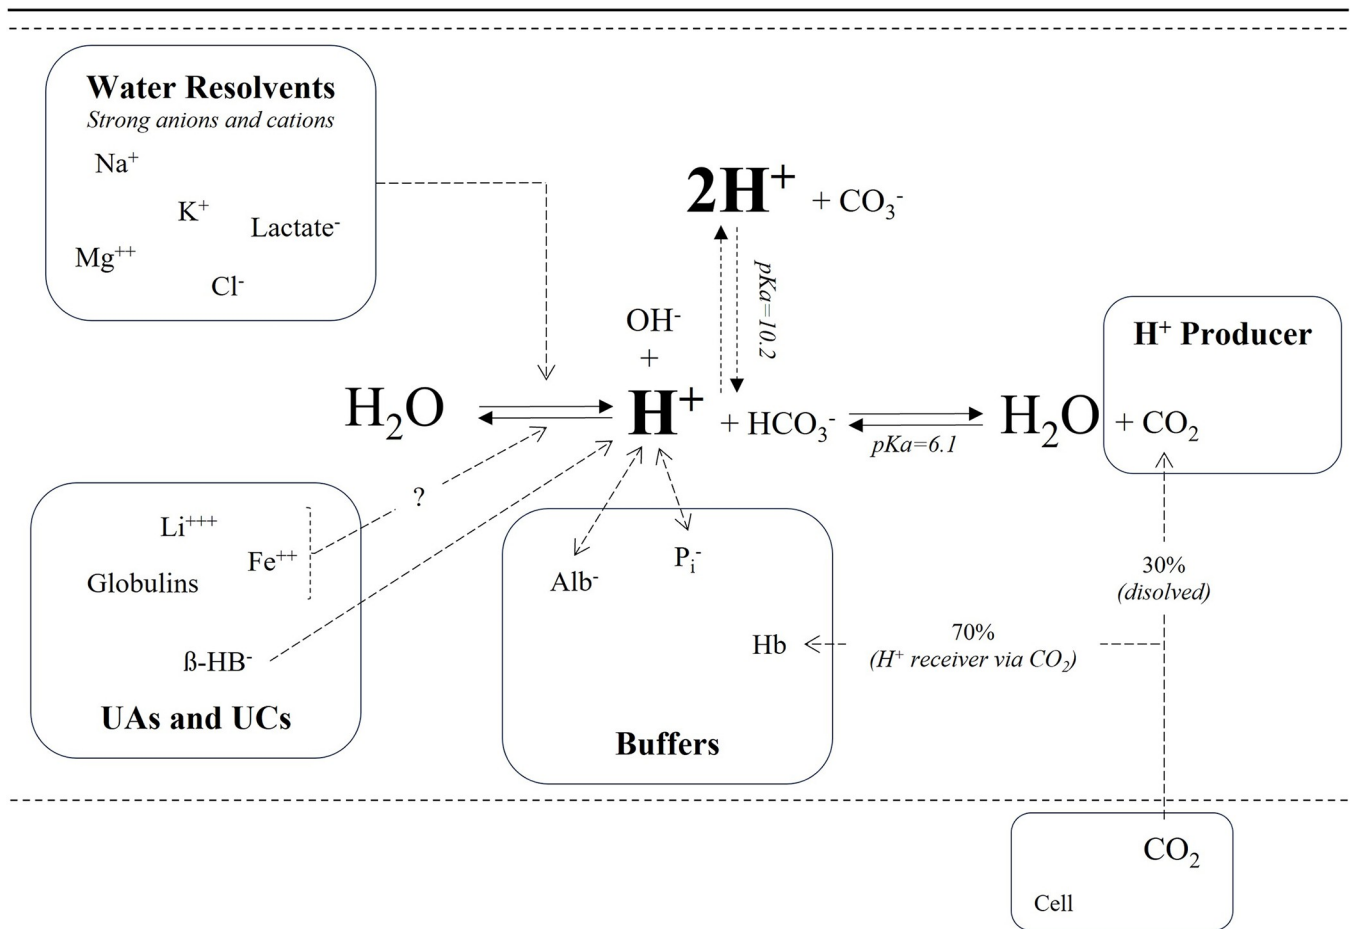 Water Resolvents
Strong anions and cations
Na⁺
K⁺
Lactate⁻
Mg⁺⁺
Cl⁻
2H⁺ + CO₃⁻
pKa=10.2
OH⁻
+
H₂O
H⁺ + HCO₃⁻
pKa=6.1
H₂O + CO₂
H⁺ Producer
?
Li⁺⁺⁺
Fe⁺⁺
Globulins
ß-HB⁻
UAs and UCs
Alb⁻
Pᵢ⁻
Hb
Buffers
70%
(H⁺ receiver via CO₂)
30%
(disolved)
CO₂
Cell